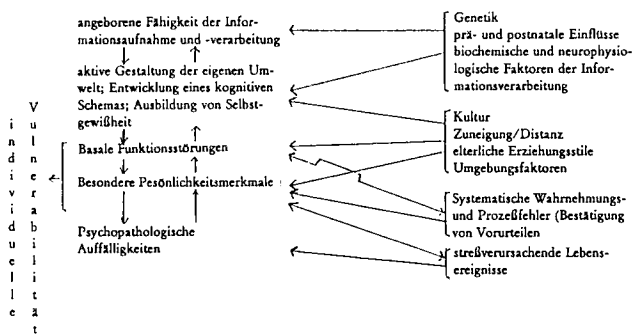 angeborene Fähigkeit der Infor-
mationsaufnahme und -verarbeitung
aktive Gestaltung der eigenen Um-
welt; Entwicklung eines kognitiven
Schemas; Ausbildung von Selbst-
gewißheit
Basale Funktionsstörungen
Besondere Pesönlichkeitsmerkmale
Psychopathologische
Auffälligkeiten
individuelle
Vulnerabilität
Genetik
prä- und postnatale Einflüsse
biochemische und neurophysio-
logische Faktoren der Infor-
mationsverarbeitung
Kultur
Zuneigung/Distanz
elterliche Erziehungsstile
Umgebungsfaktoren
Systematische Wahrnehmungs-
und Prozeßfehler (Bestätigung
von Vorurteilen
streßverursachende Lebens-
ereignisse